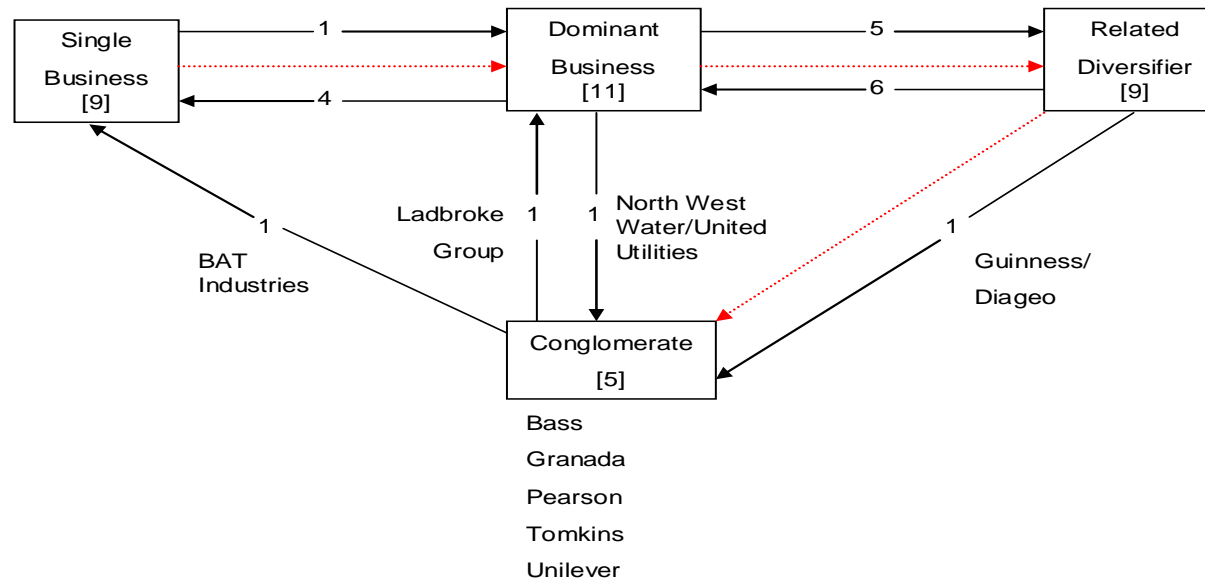 Single
Business
[9]
1
4
Dominant
Business
[11]
5
6
Related
Diversifier
[9]
1
BAT
Industries
Ladbroke
Group
1
1
North West
Water/United
Utilities
1
Guinness/
Diageo
Conglomerate
[5]
Bass
Granada
Pearson
Tomkins
Unilever